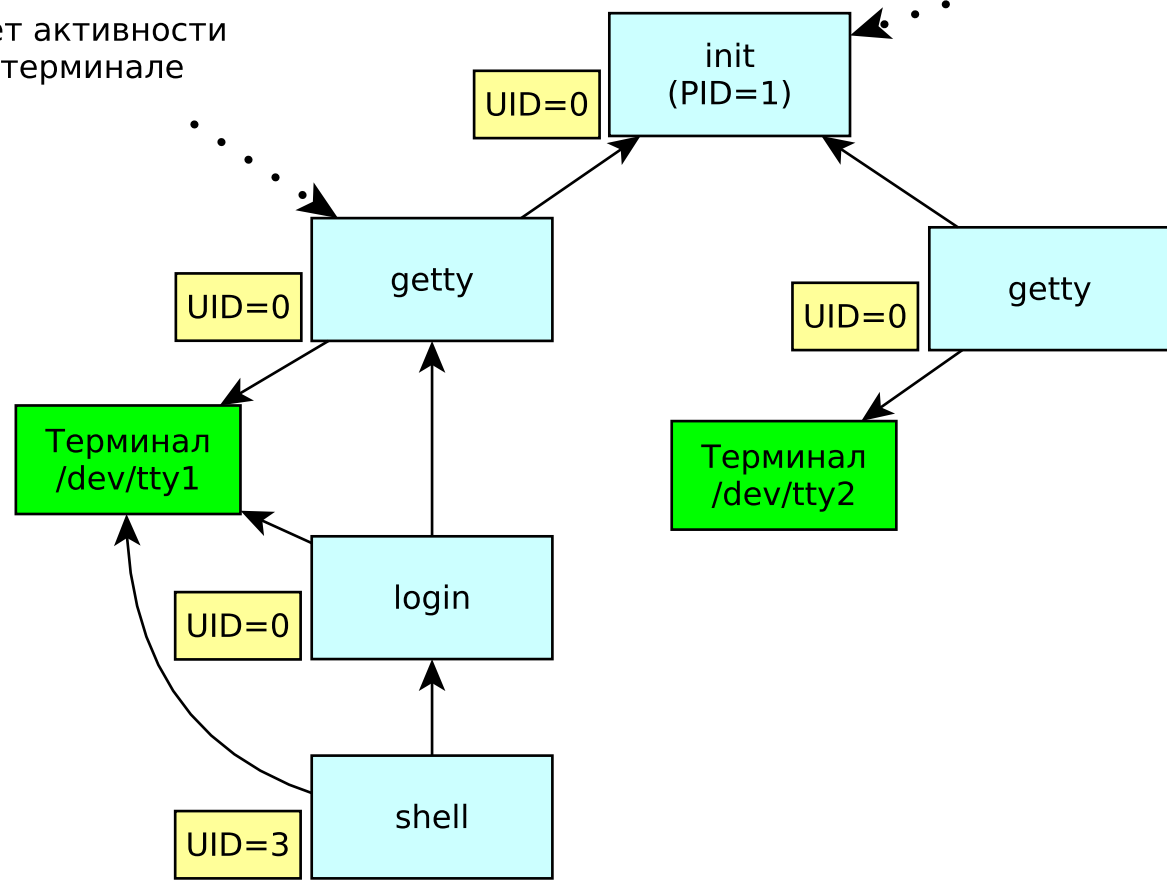 активности
терминале
init
(PID=1)
UID=0
getty
UID=0
getty
UID=0
Терминал
/dev/tty1
Терминал
/dev/tty2
login
UID=0
shell
UID=3